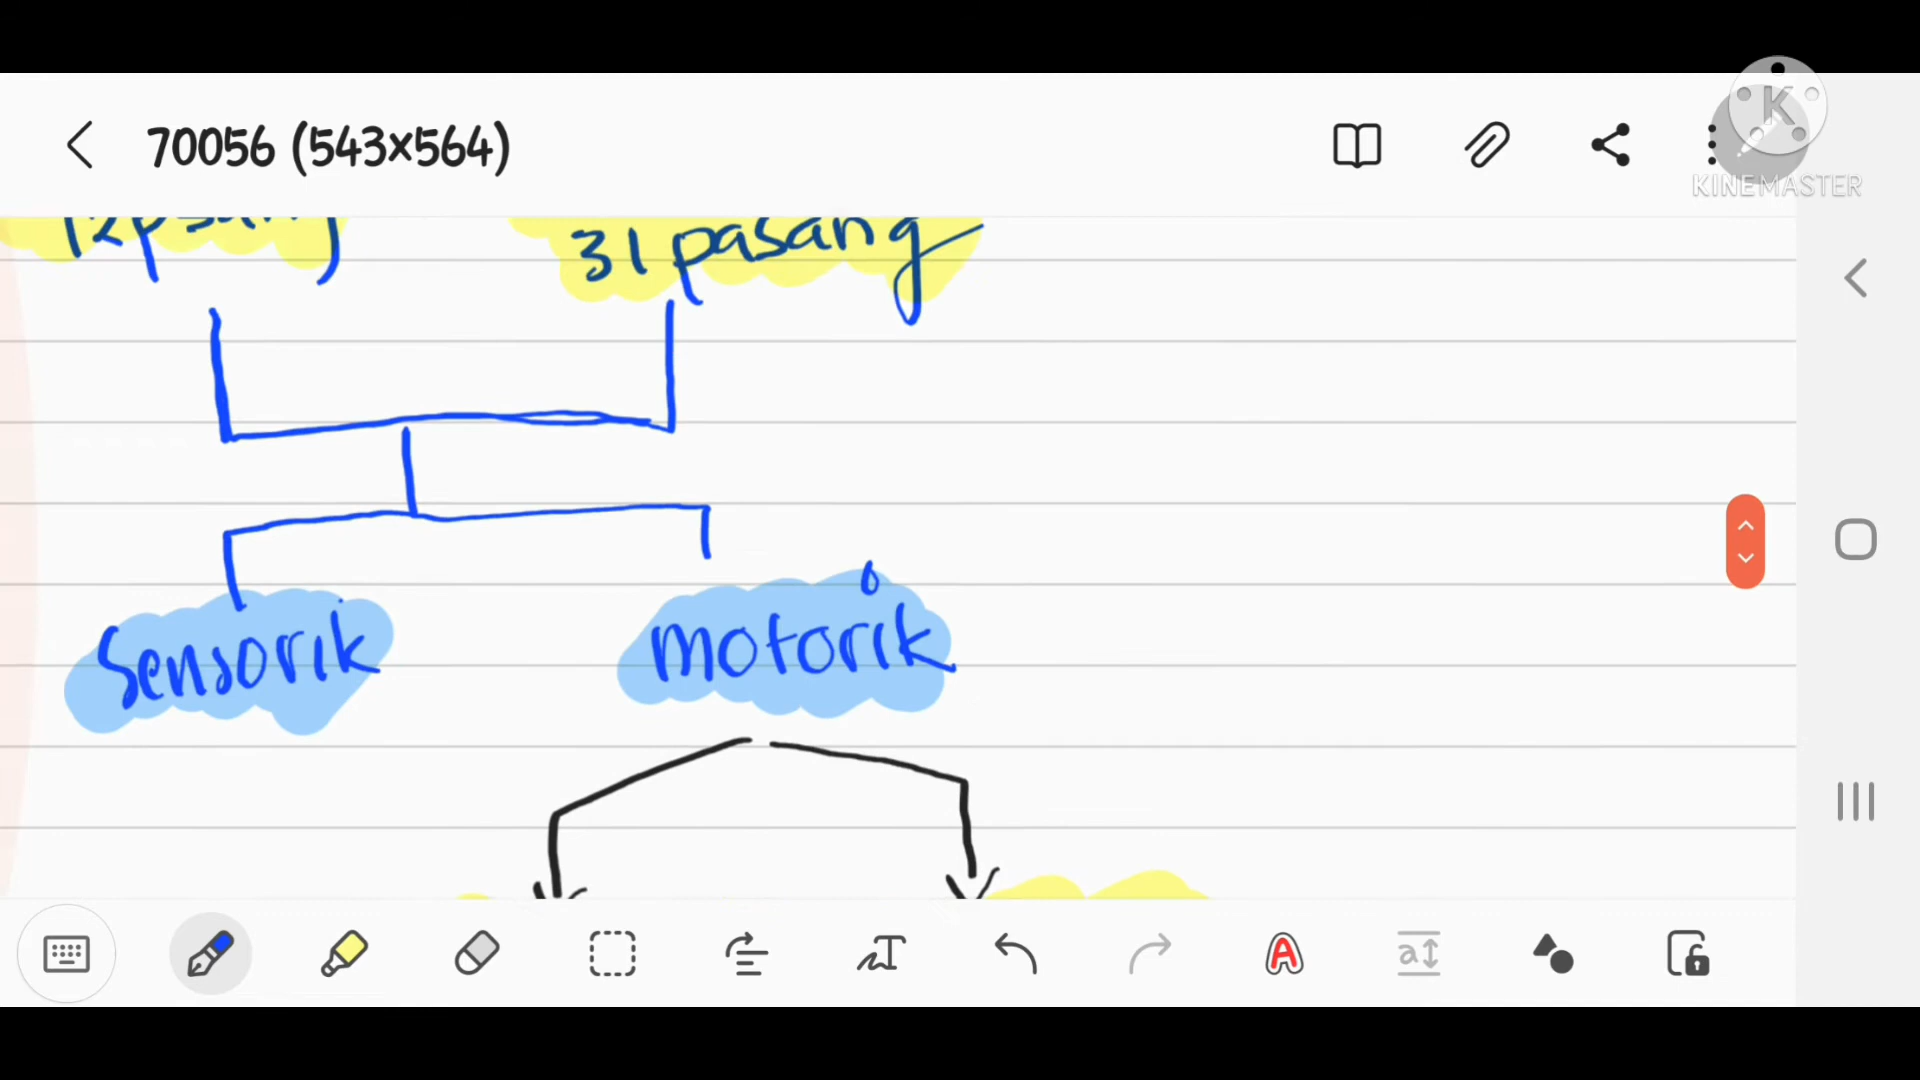 70056 (543x564)
KINEMASTER
31 pasang
Sensorik
motorik